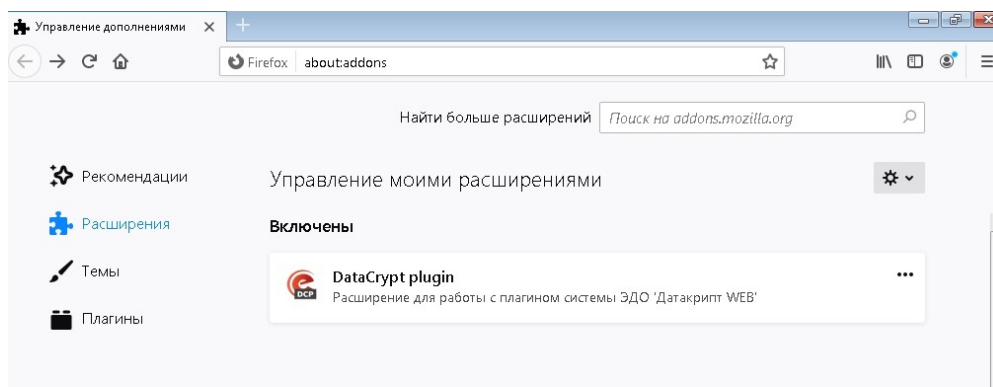 Управление дополнениями
Firefox about:addons
Найти больше расширений Поиск на addons.mozilla.org
Рекомендации
Управление моими расширениями
Расширения
Включены
Темы
DataCrypt plugin
DCP
Расширение для работы с плагином системы ЭДО 'Датакрипт WEB'
Плагины